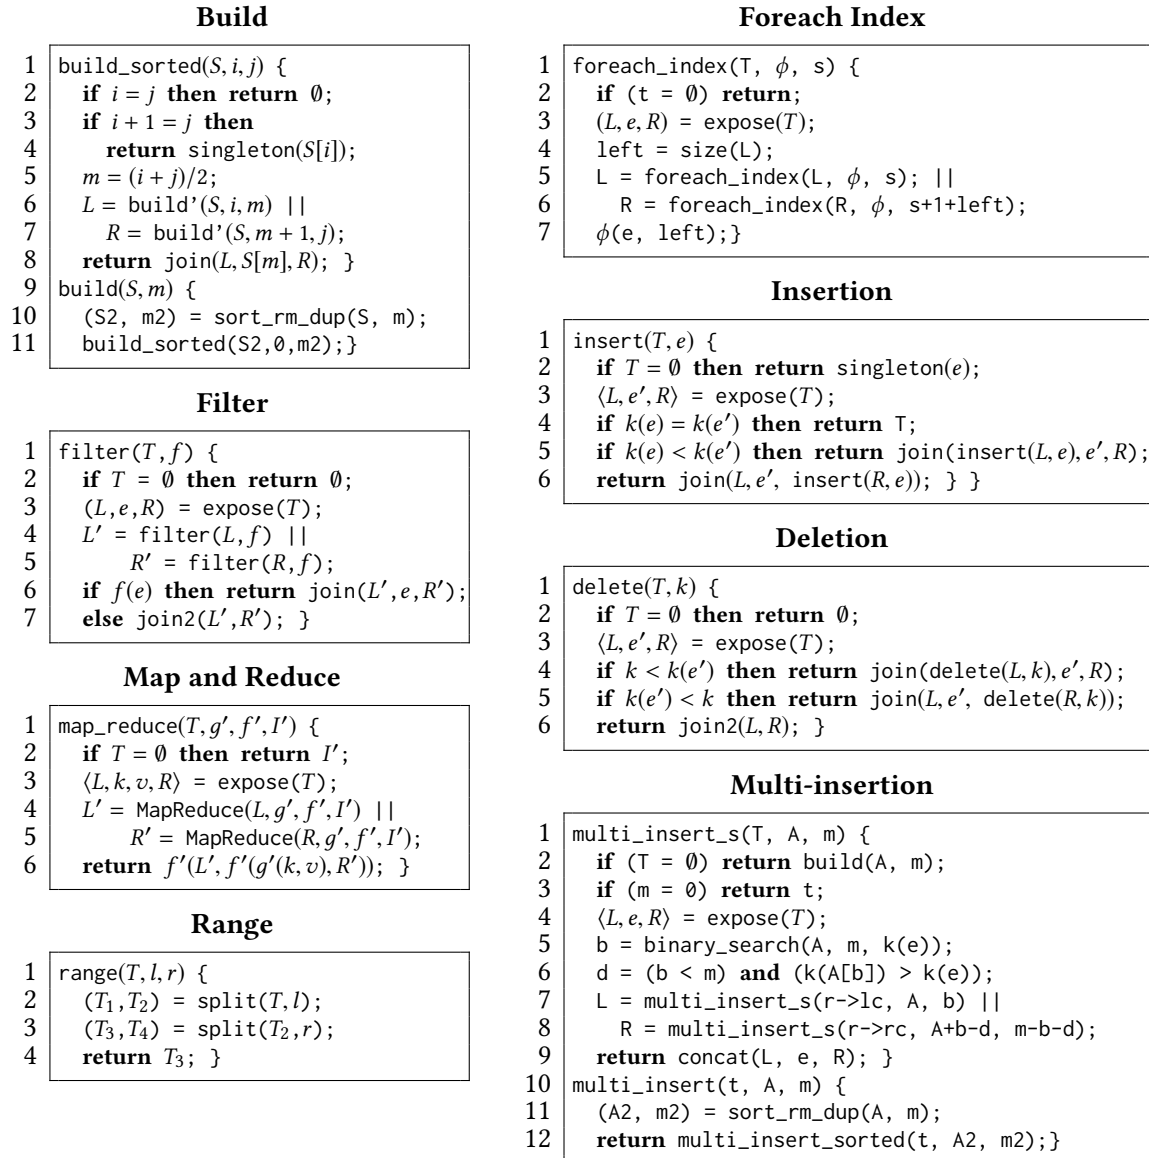 Build
1 build_sorted(S, i, j) {
2 if i = j then return ∅;
3 if i + 1 = j then
4 return singleton(S[i]);
5 m = (i + j)/2;
6 L = build'(S, i, m) ||
7 R = build'(S, m + 1, j);
8 return join(L, S[m], R); }
9 build(S, m) {
10 (S2, m2) = sort_rm_dup(S, m);
11 build_sorted(S2,0,m2);}
Filter
1 filter(T, f) {
2 if T = ∅ then return ∅;
3 (L,e,R) = expose(T);
4 L′ = filter(L, f) ||
5 R′ = filter(R, f);
6 if f(e) then return join(L′,e,R′);
7 else join2(L′,R′); }
Map and Reduce
1 map_reduce(T, g′, f′, I′) {
2 if T = ∅ then return I′;
3 ⟨L, k, v, R⟩ = expose(T);
4 L′ = MapReduce(L, g′, f′, I′) ||
5 R′ = MapReduce(R, g′, f′, I′);
6 return f′(L′, f′(g′(k, v), R′)); }
Range
1 range(T, l, r) {
2 (T₁,T₂) = split(T, l);
3 (T₃,T₄) = split(T₂,r);
4 return T₃; }
Foreach Index
1 foreach_index(T, ϕ, s) {
2 if (t = ∅) return;
3 (L, e, R) = expose(T);
4 left = size(L);
5 L = foreach_index(L, ϕ, s); ||
6 R = foreach_index(R, ϕ, s+1+left);
7 ϕ(e, left);}
Insertion
1 insert(T, e) {
2 if T = ∅ then return singleton(e);
3 ⟨L, e′, R⟩ = expose(T);
4 if k(e) = k(e′) then return T;
5 if k(e) < k(e′) then return join(insert(L, e), e′, R);
6 return join(L, e′, insert(R, e)); } }
Deletion
1 delete(T, k) {
2 if T = ∅ then return ∅;
3 ⟨L, e′, R⟩ = expose(T);
4 if k < k(e′) then return join(delete(L, k), e′, R);
5 if k(e′) < k then return join(L, e′, delete(R, k));
6 return join2(L, R); }
Multi-insertion
1 multi_insert_s(T, A, m) {
2 if (T = ∅) return build(A, m);
3 if (m = 0) return t;
4 ⟨L, e, R⟩ = expose(T);
5 b = binary_search(A, m, k(e));
6 d = (b < m) and (k(A[b]) > k(e));
7 L = multi_insert_s(r->lc, A, b) ||
8 R = multi_insert_s(r->rc, A+b-d, m-b-d);
9 return concat(L, e, R); }
10 multi_insert(t, A, m) {
11 (A2, m2) = sort_rm_dup(A, m);
12 return multi_insert_sorted(t, A2, m2);}